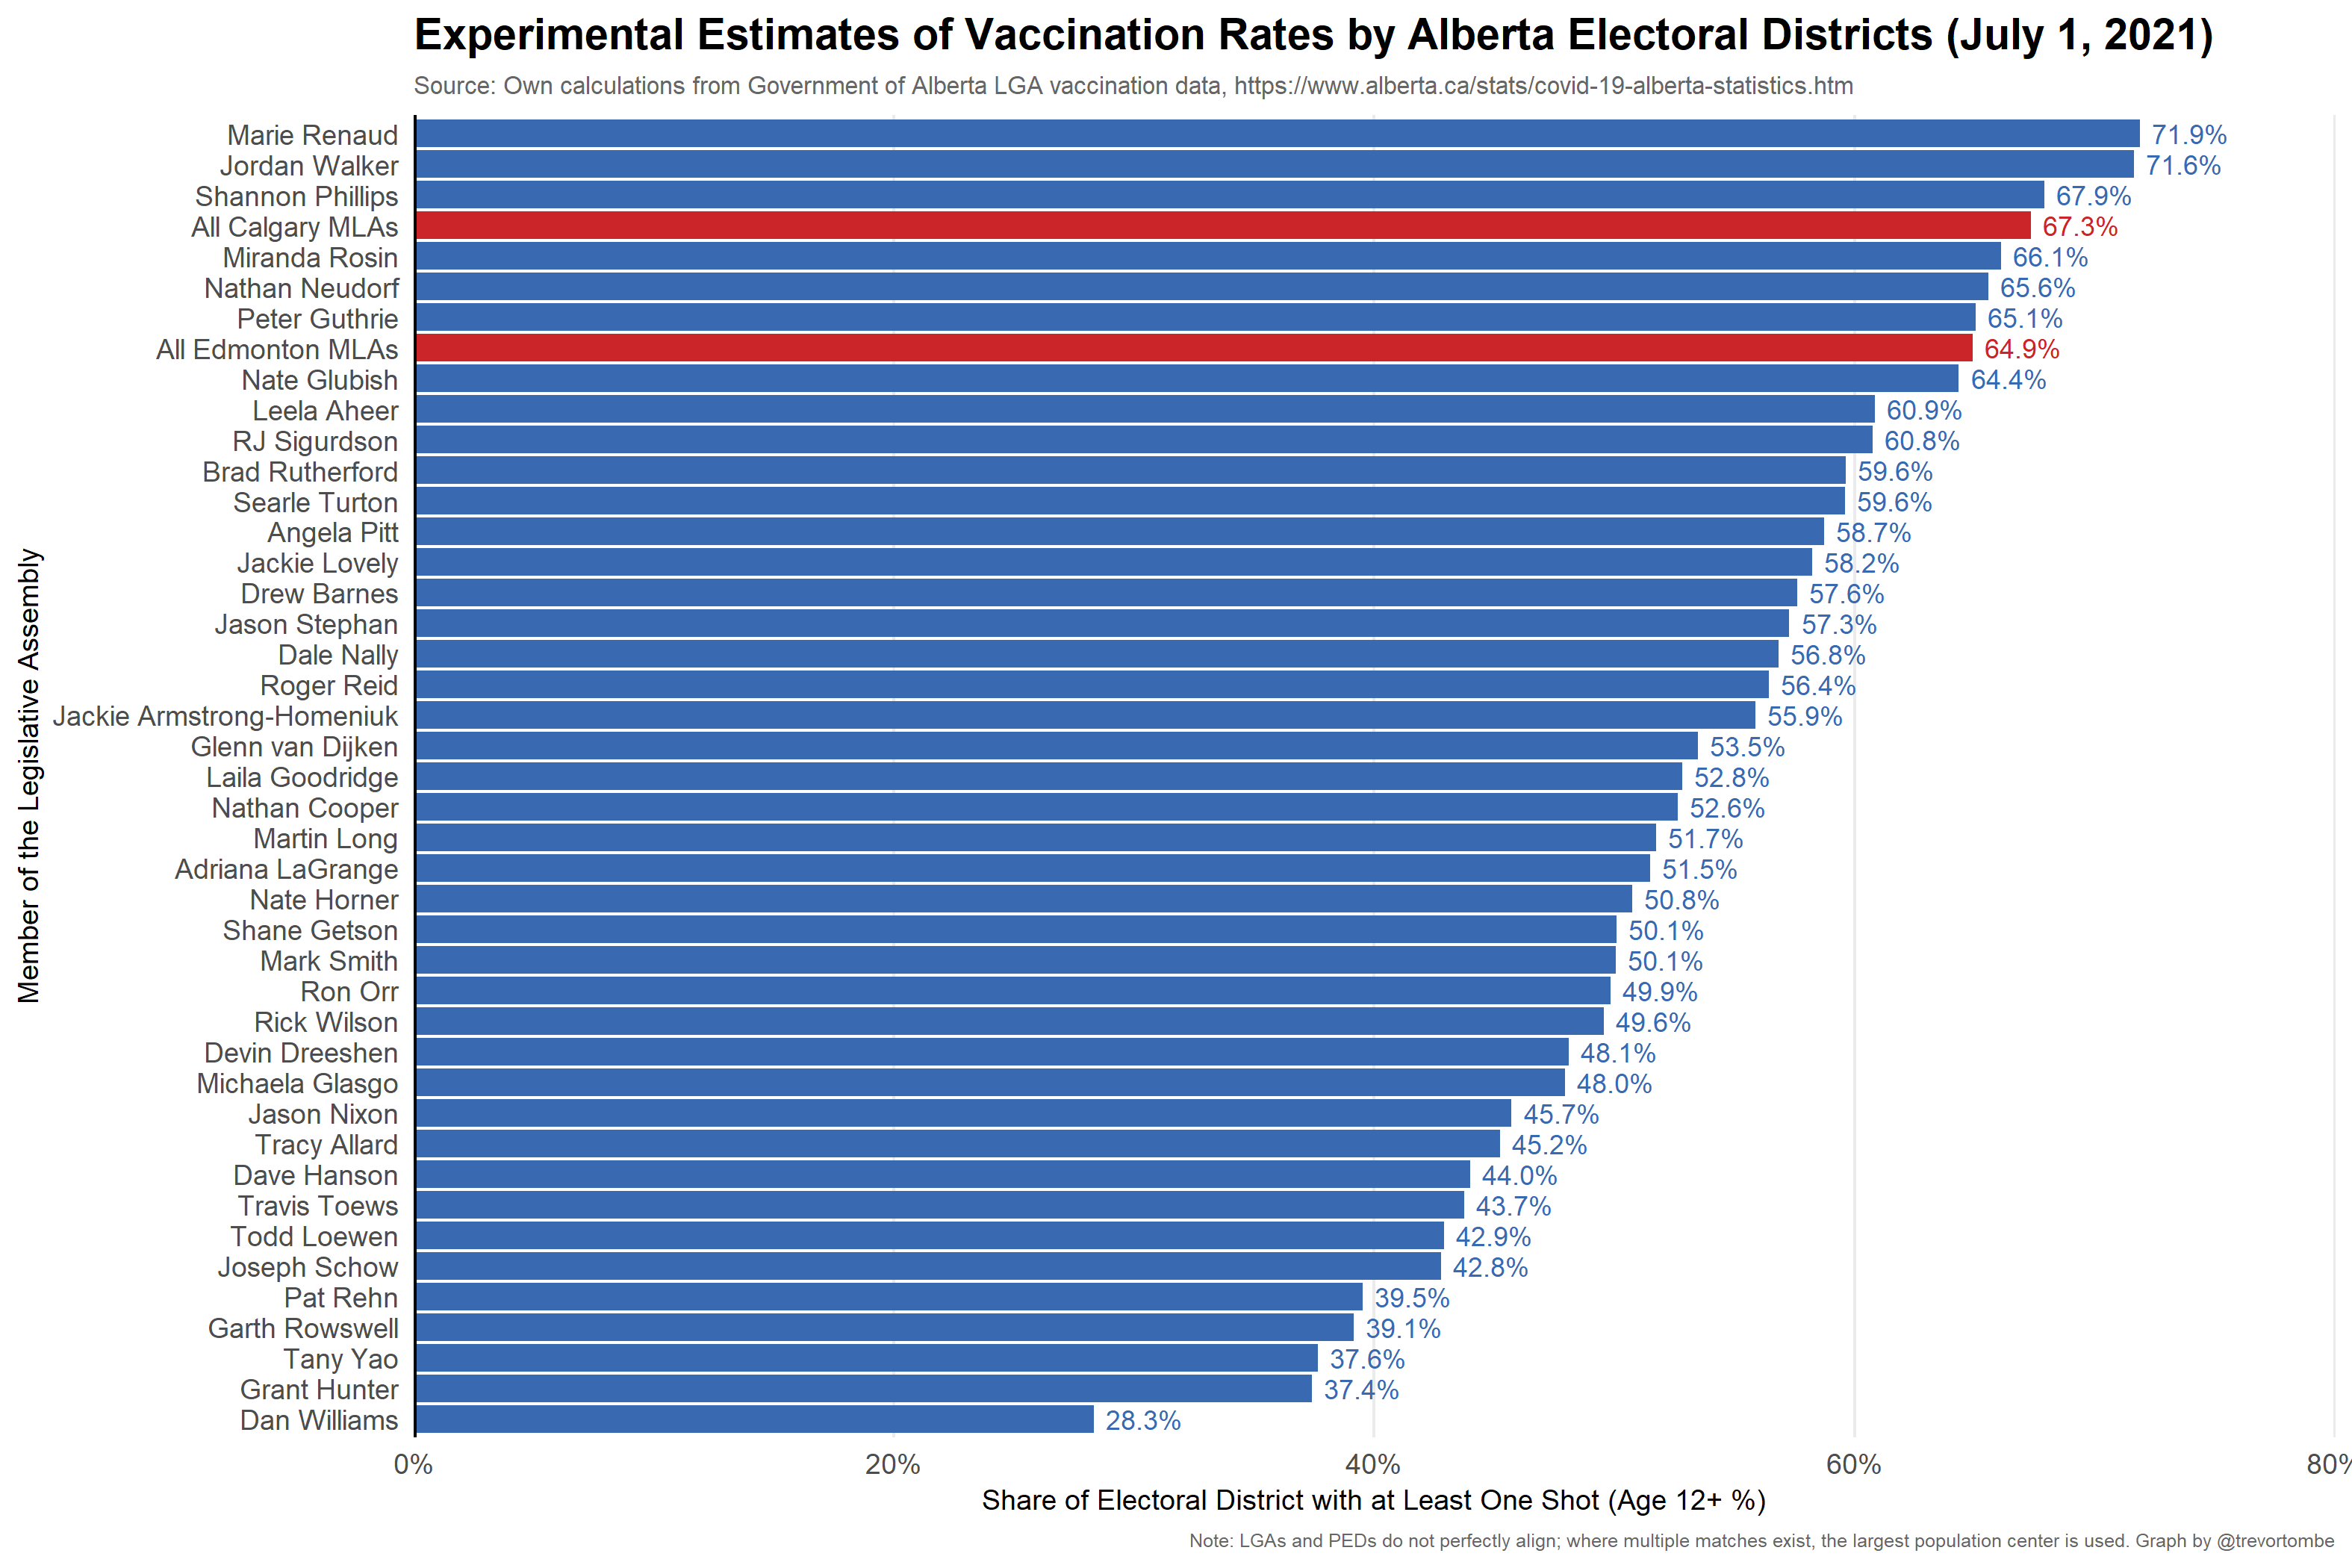 Experimental Estimates of Vaccination Rates by Alberta Electoral Districts (July 1, 2021)
Source: Own calculations from Government of Alberta LGA vaccination data, https://www.alberta.ca/stats/covid-19-alberta-statistics.htm
Member of the Legislative Assembly
Marie Renaud 71.9%
Jordan Walker 71.6%
Shannon Phillips 67.9%
All Calgary MLAs 67.3%
Miranda Rosin 66.1%
Nathan Neudorf 65.6%
Peter Guthrie 65.1%
All Edmonton MLAs 64.9%
Nate Glubish 64.4%
Leela Aheer 60.9%
RJ Sigurdson 60.8%
Brad Rutherford 59.6%
Searle Turton 59.6%
Angela Pitt 58.7%
Jackie Lovely 58.2%
Drew Barnes 57.6%
Jason Stephan 57.3%
Dale Nally 56.8%
Roger Reid 56.4%
Jackie Armstrong-Homeniuk 55.9%
Glenn van Dijken 53.5%
Laila Goodridge 52.8%
Nathan Cooper 52.6%
Martin Long 51.7%
Adriana LaGrange 51.5%
Nate Horner 50.8%
Shane Getson 50.1%
Mark Smith 50.1%
Ron Orr 49.9%
Rick Wilson 49.6%
Devin Dreeshen 48.1%
Michaela Glasgo 48.0%
Jason Nixon 45.7%
Tracy Allard 45.2%
Dave Hanson 44.0%
Travis Toews 43.7%
Todd Loewen 42.9%
Joseph Schow 42.8%
Pat Rehn 39.5%
Garth Rowswell 39.1%
Tany Yao 37.6%
Grant Hunter 37.4%
Dan Williams 28.3%
0% 20% 40% 60% 80%
Share of Electoral District with at Least One Shot (Age 12+ %)
Note: LGAs and PEDs do not perfectly align; where multiple matches exist, the largest population center is used. Graph by @trevortombe